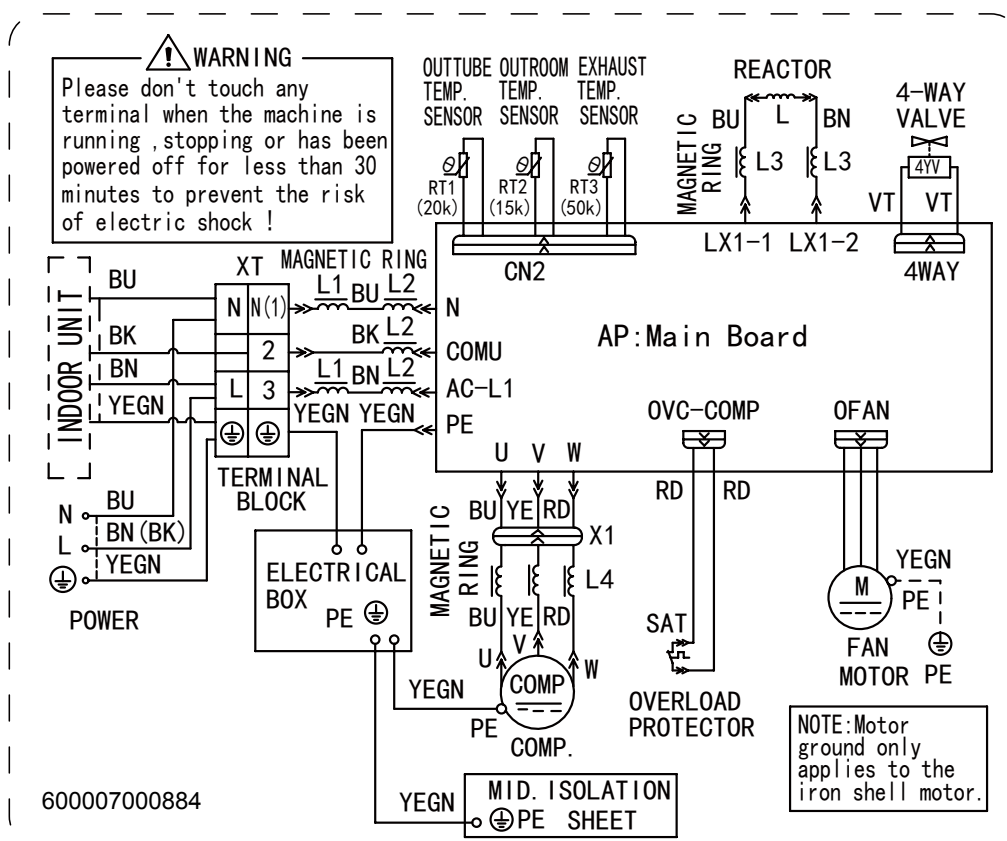 WARNING
Please don't touch any
terminal when the machine is
running ,stopping or has been
powered off for less than 30
minutes to prevent the risk
of electric shock !
OUTTUBE OUTROOM EXHAUST
TEMP. TEMP. TEMP.
SENSOR SENSOR SENSOR
θ θ θ
RT1 RT2 RT3
(20k) (15k) (50k)
CN2
REACTOR
MAGNETIC
RING
BU L BN
L3 L3
LX1-1 LX1-2
4-WAY
VALVE
4YV
VT VT
4WAY
INDOOR UNIT
BU
BK
BN
YEGN
XT
N N(1)
2
L 3
TERMINAL
BLOCK
MAGNETIC RING
L1 BU L2
BK L2
L1 BN L2
YEGN YEGN
N
COMU
AC-L1
PE
AP:Main Board
OVC-COMP
OFAN
U V W
N BU
L BN(BK)
YEGN
POWER
ELECTRICAL
BOX
PE
MAGNETIC
RING
BU YE RD
X1
L4
BU YE RD
U V W
COMP
PE
COMP.
YEGN
RD RD
SAT
OVERLOAD
PROTECTOR
M
YEGN
PE
FAN
MOTOR PE
NOTE:Motor
ground only
applies to the
iron shell motor.
YEGN
MID. ISOLATION
PE SHEET
600007000884